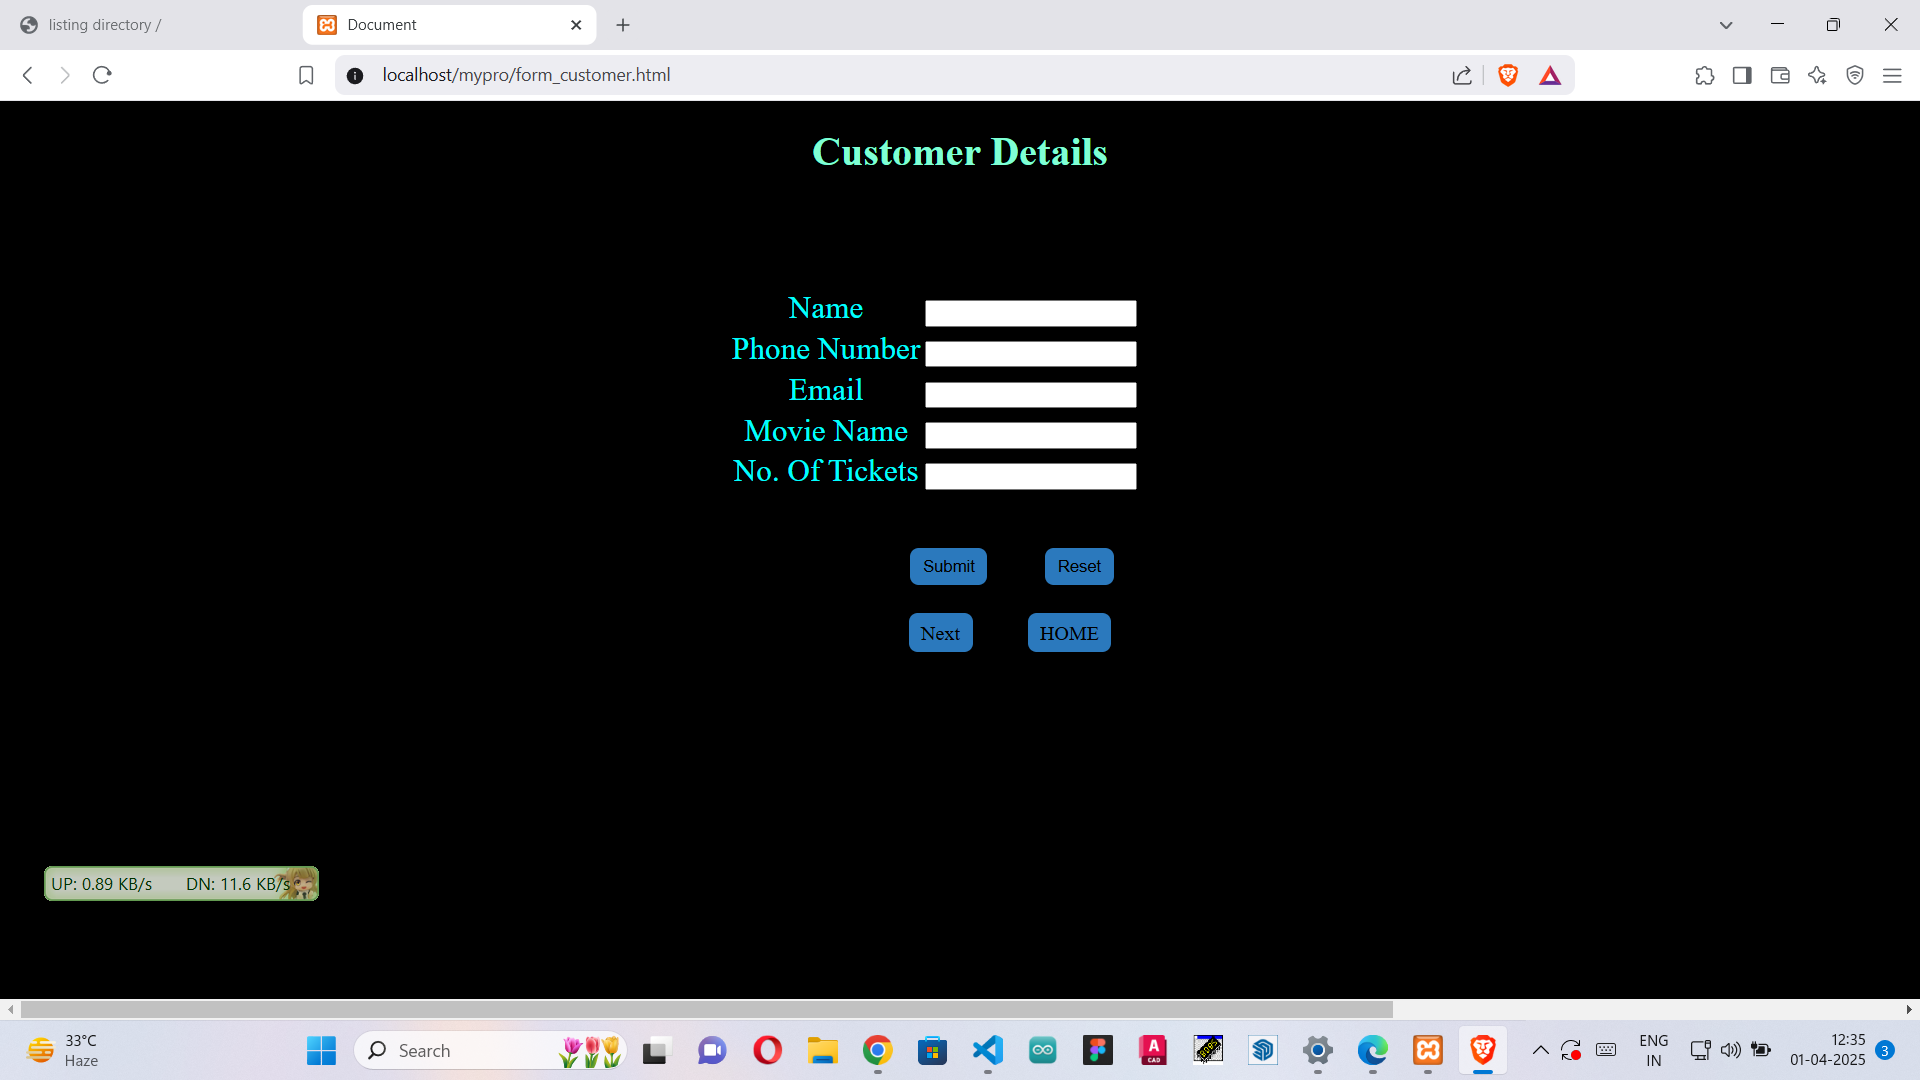 listing directory /
Document
localhost/mypro/form_customer.html
Customer Details
Name
Phone Number
Email
Movie Name
No. Of Tickets
Submit Reset
Next HOME
UP: 0.89 KB/s DN: 11.6 KB/s
33°C
Haze
Search
A
CAD
ENG
IN
12:35
01-04-2025
3